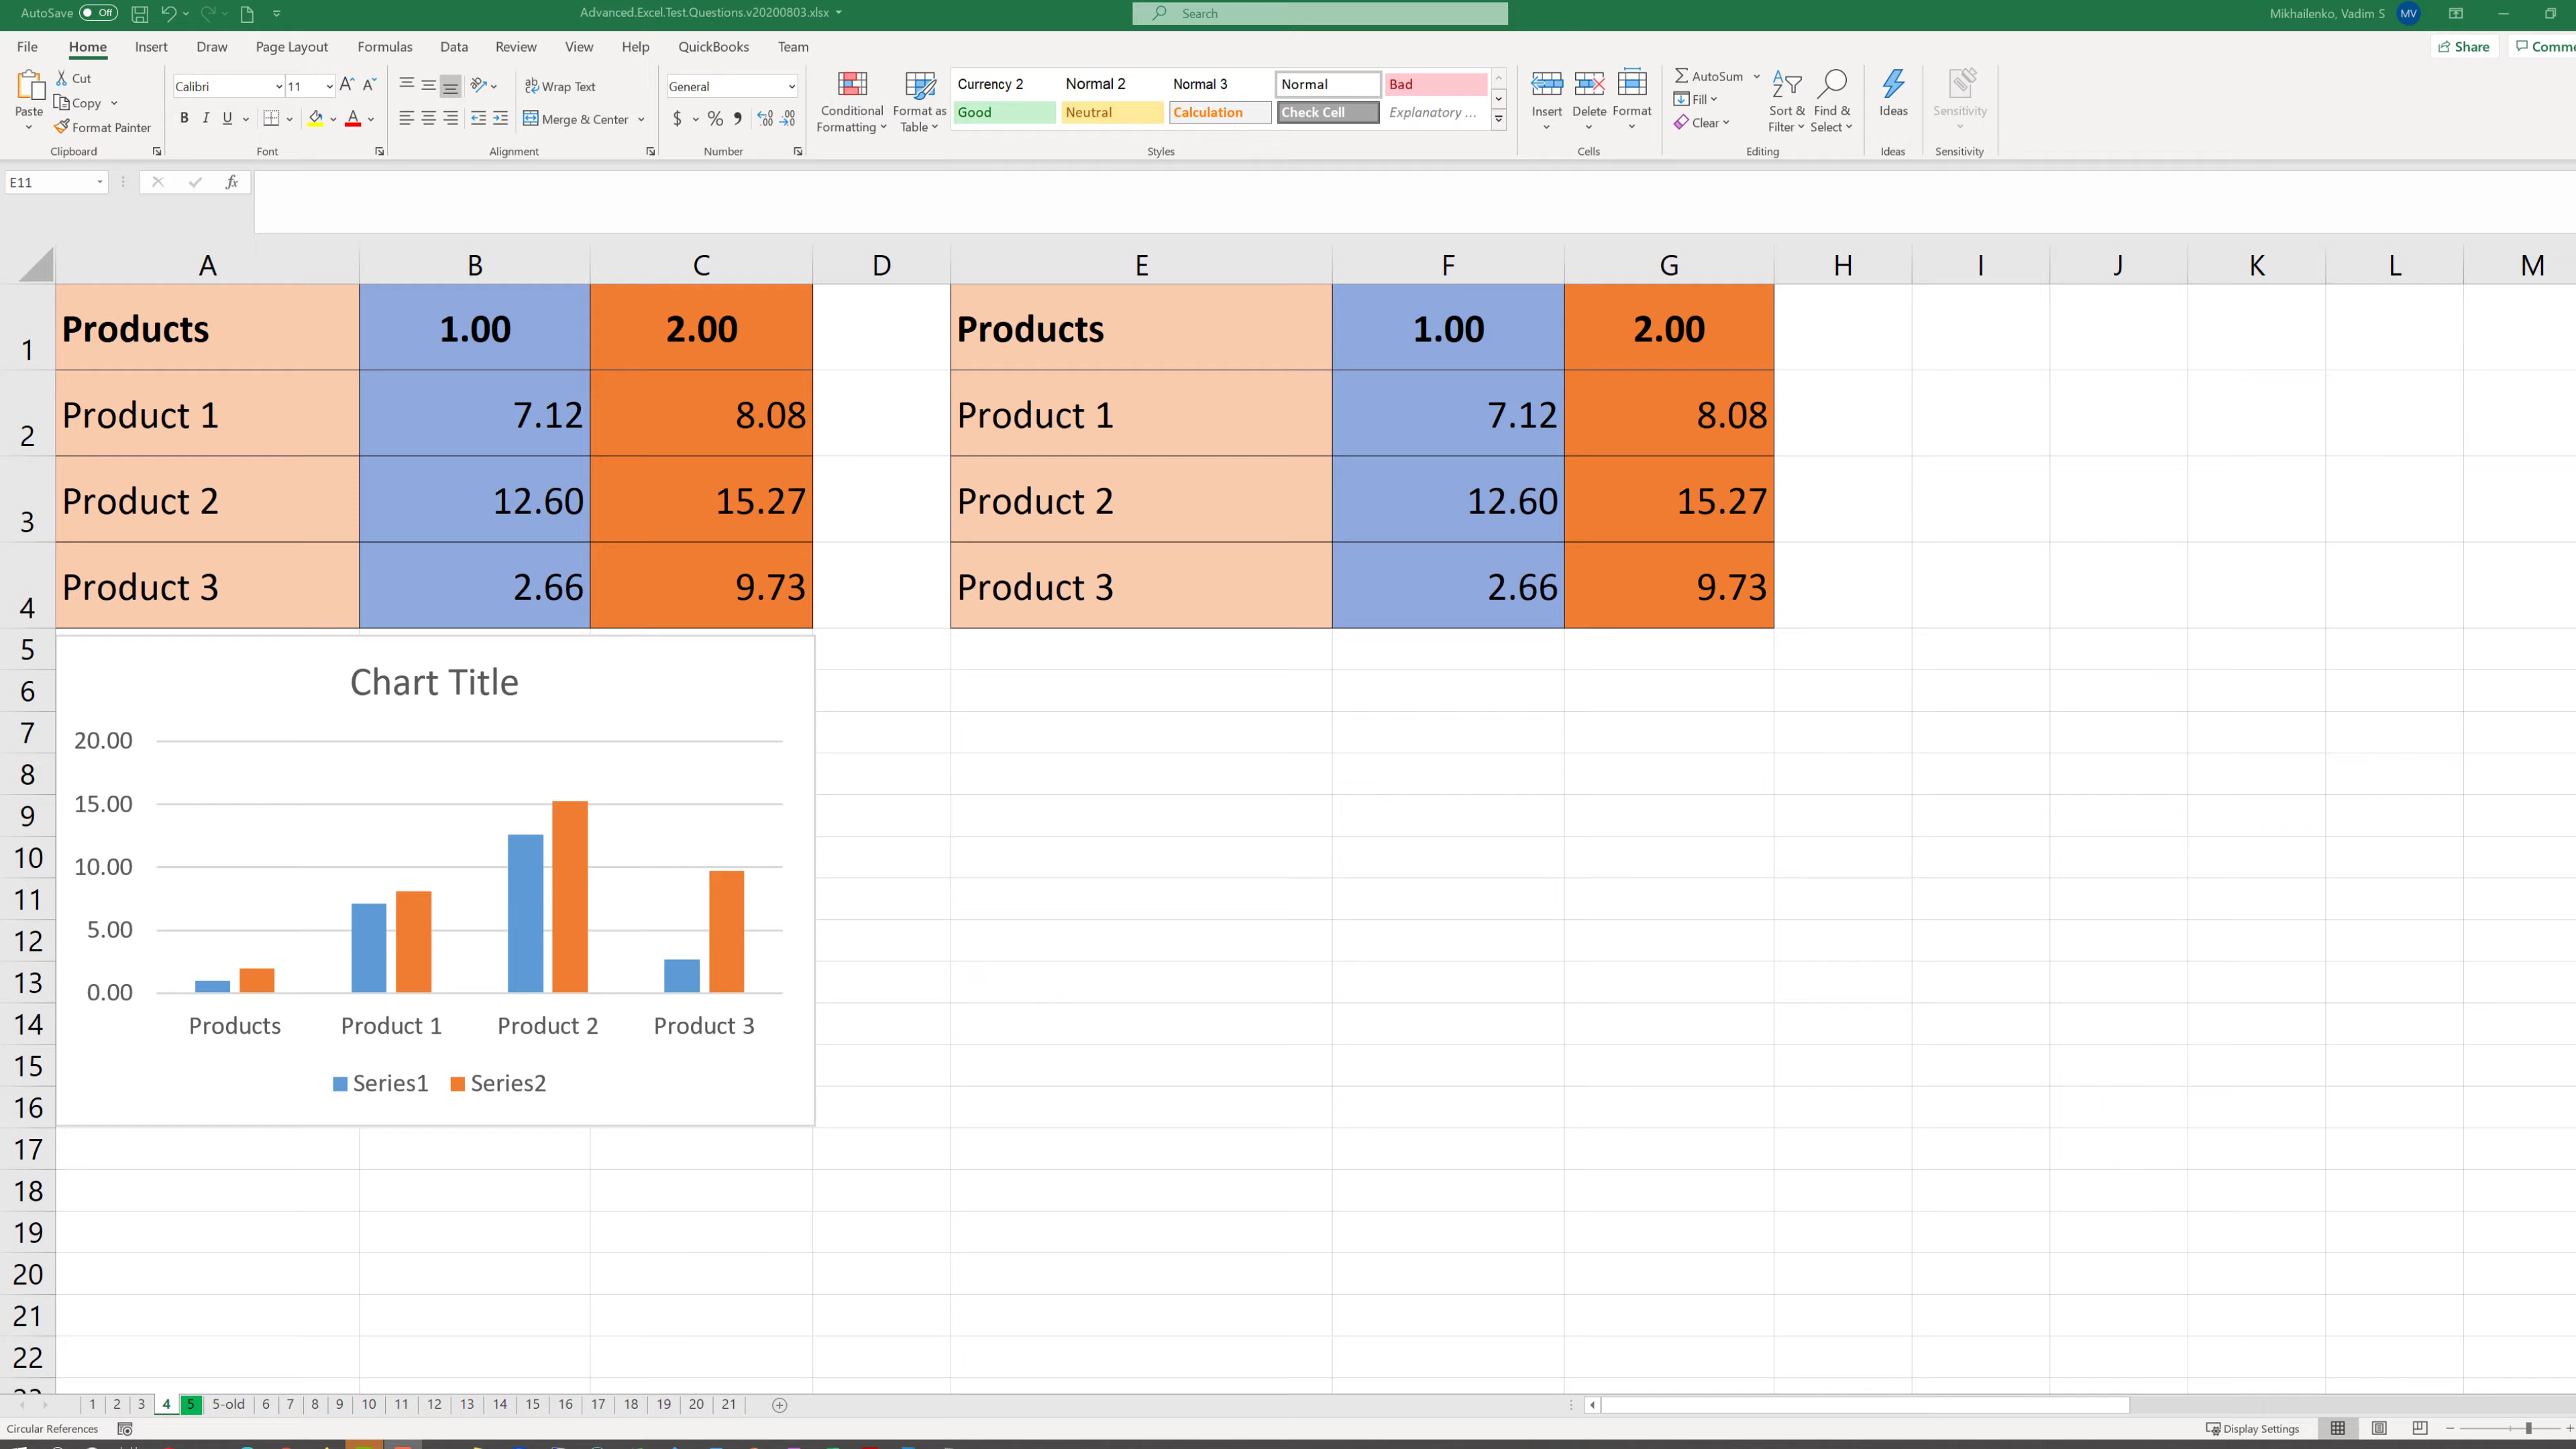 AutoSave Off
Advanced.Excel.Test.Questions.v20200803.xlsx
Search
Mikhailenko, Vadim S MV
File Home Insert Draw Page Layout Formulas Data Review View Help QuickBooks Team
Share
Paste
Cut
Copy
Format Painter
Clipboard
Calibri 11
B I U
Font
Wrap Text
Merge & Center
Alignment
General
$ %
Number
Conditional Formatting
Format as Table
Currency 2 Normal 2 Normal 3 Normal Bad
Good Neutral Calculation Check Cell Explanatory ...
Styles
Insert Delete Format
Cells
AutoSum
Fill
Clear
Sort & Filter
Find & Select
Editing
Ideas
Ideas
Sensitivity
Sensitivity
E11
fx
A B C D E F G H I J K L M
1 Products 1.00 2.00 Products 1.00 2.00
2 Product 1 7.12 8.08 Product 1 7.12 8.08
3 Product 2 12.60 15.27 Product 2 12.60 15.27
4 Product 3 2.66 9.73 Product 3 2.66 9.73
5
6
7
8
9
10
11
12
13
14
15
16
17
18
19
20
21
22
Chart Title
20.00
15.00
10.00
5.00
0.00
Products Product 1 Product 2 Product 3
Series1 Series2
1 2 3 4 5 5-old 6 7 8 9 10 11 12 13 14 15 16 17 18 19 20 21
Circular References
Display Settings